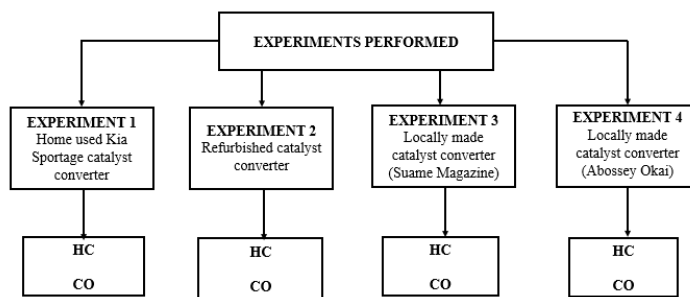 EXPERIMENTS PERFORMED
EXPERIMENT 1
Home used Kia
Sportage catalyst
converter
EXPERIMENT 2
Refurbished catalyst
converter
EXPERIMENT 3
Locally made
catalyst converter
(Suame Magazine)
EXPERIMENT 4
Locally made
catalyst converter
(Abossey Okai)
HC
CO
HC
CO
HC
CO
HC
CO